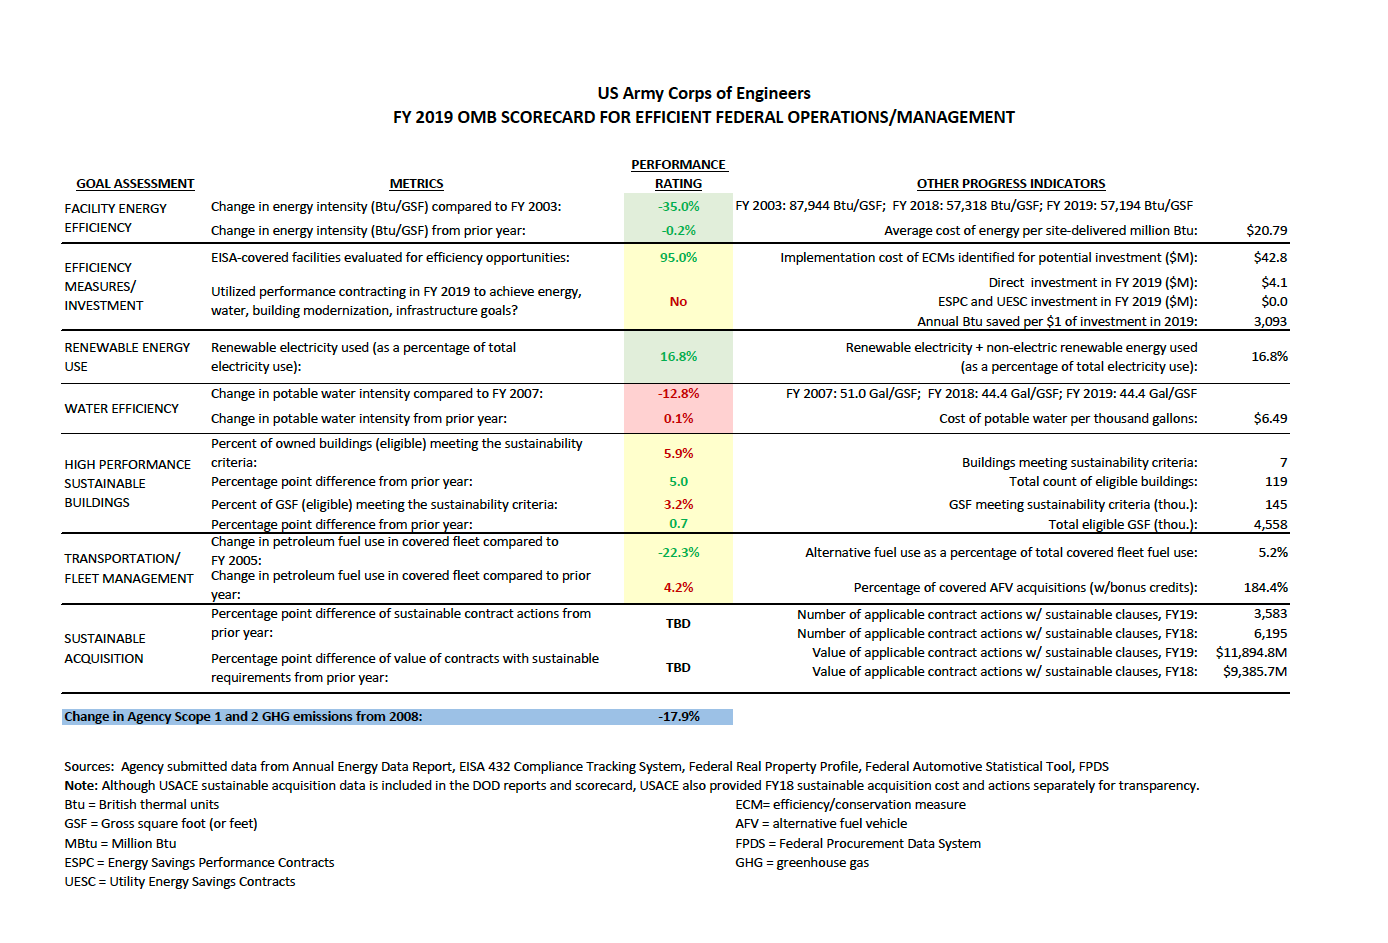 US Army Corps of Engineers
FY 2019 OMB SCORECARD FOR EFFICIENT FEDERAL OPERATIONS/MANAGEMENT
PERFORMANCE
GOAL ASSESSMENT METRICS RATING OTHER PROGRESS INDICATORS
FACILITY ENERGY
EFFICIENCY
Change in energy intensity (Btu/GSF) compared to FY 2003: -35.0% FY 2003: 87,944 Btu/GSF; FY 2018: 57,318 Btu/GSF; FY 2019: 57,194 Btu/GSF
Change in energy intensity (Btu/GSF) from prior year: -0.2% Average cost of energy per site-delivered million Btu: $20.79
EFFICIENCY
MEASURES/
INVESTMENT
EISA-covered facilities evaluated for efficiency opportunities: 95.0% Implementation cost of ECMs identified for potential investment ($M): $42.8
Utilized performance contracting in FY 2019 to achieve energy,
water, building modernization, infrastructure goals?
No
Direct investment in FY 2019 ($M): $4.1
ESPC and UESC investment in FY 2019 ($M): $0.0
Annual Btu saved per $1 of investment in 2019: 3,093
RENEWABLE ENERGY
USE
Renewable electricity used (as a percentage of total
electricity use):
16.8%
Renewable electricity + non-electric renewable energy used
(as a percentage of total electricity use):
16.8%
WATER EFFICIENCY
Change in potable water intensity compared to FY 2007: -12.8% FY 2007: 51.0 Gal/GSF; FY 2018: 44.4 Gal/GSF; FY 2019: 44.4 Gal/GSF
Change in potable water intensity from prior year: 0.1% Cost of potable water per thousand gallons: $6.49
HIGH PERFORMANCE
SUSTAINABLE
BUILDINGS
Percent of owned buildings (eligible) meeting the sustainability
criteria:
5.9%
Buildings meeting sustainability criteria: 7
Percentage point difference from prior year: 5.0 Total count of eligible buildings: 119
Percent of GSF (eligible) meeting the sustainability criteria: 3.2% GSF meeting sustainability criteria (thou.): 145
Percentage point difference from prior year: 0.7 Total eligible GSF (thou.): 4,558
TRANSPORTATION/
FLEET MANAGEMENT
Change in petroleum fuel use in covered fleet compared to
FY 2005:
-22.3% Alternative fuel use as a percentage of total covered fleet fuel use: 5.2%
Change in petroleum fuel use in covered fleet compared to prior
year:
4.2% Percentage of covered AFV acquisitions (w/bonus credits): 184.4%
SUSTAINABLE
ACQUISITION
Percentage point difference of sustainable contract actions from
prior year:
TBD
Number of applicable contract actions w/ sustainable clauses, FY19: 3,583
Number of applicable contract actions w/ sustainable clauses, FY18: 6,195
Percentage point difference of value of contracts with sustainable
requirements from prior year:
TBD
Value of applicable contract actions w/ sustainable clauses, FY19: $11,894.8M
Value of applicable contract actions w/ sustainable clauses, FY18: $9,385.7M
Change in Agency Scope 1 and 2 GHG emissions from 2008: -17.9%
Sources: Agency submitted data from Annual Energy Data Report, EISA 432 Compliance Tracking System, Federal Real Property Profile, Federal Automotive Statistical Tool, FPDS
Note: Although USACE sustainable acquisition data is included in the DOD reports and scorecard, USACE also provided FY18 sustainable acquisition cost and actions separately for transparency.
Btu = British thermal units
GSF = Gross square foot (or feet)
MBtu = Million Btu
ESPC = Energy Savings Performance Contracts
UESC = Utility Energy Savings Contracts
ECM= efficiency/conservation measure
AFV = alternative fuel vehicle
FPDS = Federal Procurement Data System
GHG = greenhouse gas